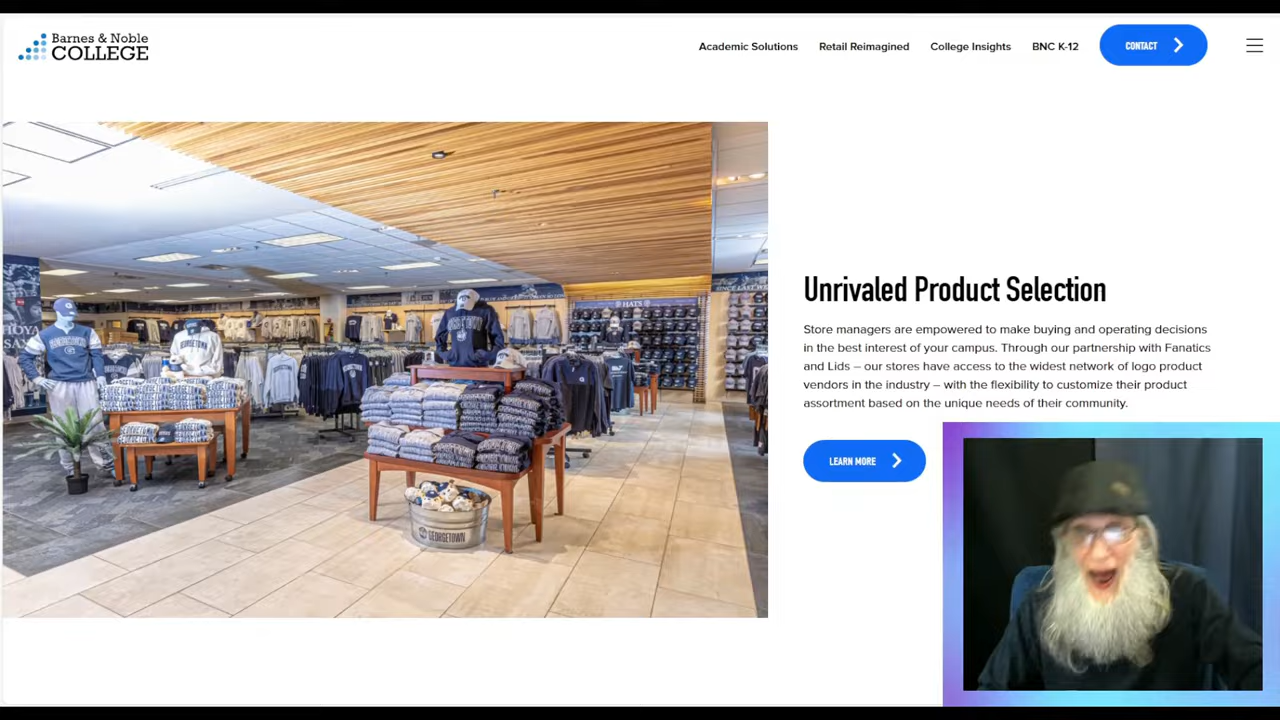 Barnes & Noble
COLLEGE
Academic Solutions
Retail Reimagined
College Insights
BNC K-12
CONTACT
HATS
HOYA
GEORGETOWN
GEORGETOWN
Unrivaled Product Selection
Store managers are empowered to make buying and operating decisions
in the best interest of your campus. Through our partnership with Fanatics
and Lids – our stores have access to the widest network of logo product
vendors in the industry – with the flexibility to customize their product
assortment based on the unique needs of their community.
LEARN MORE